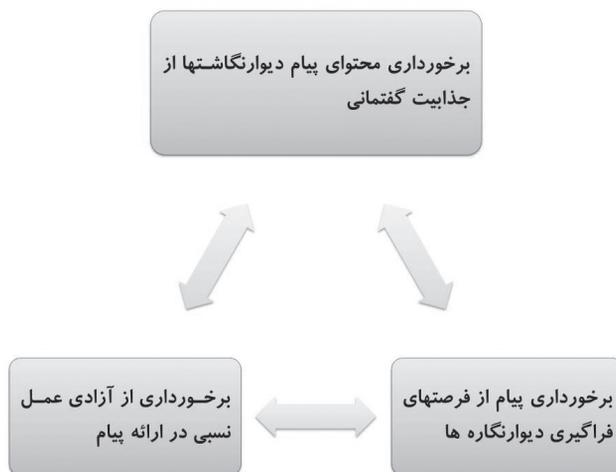 برخورداری محتوای پیام دیوارنگاشـتها از
جذابیت گفتمانی
برخورداری پیام از فرصتهای
فراگیری دیوارنگاره ها
برخـورداری از آزادی عمـل
نسبی در ارائه پیام